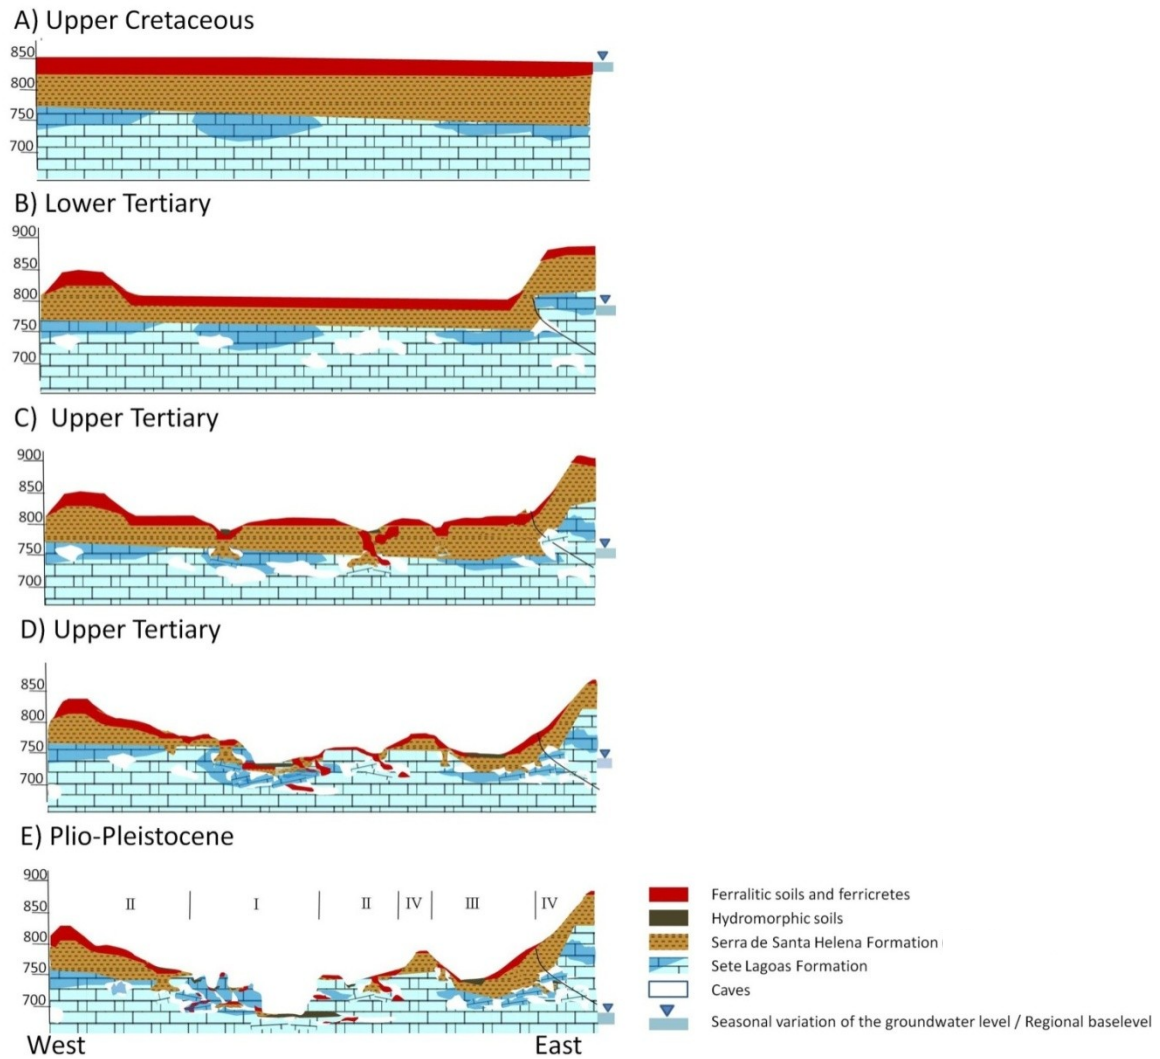 A) Upper Cretaceous
850
800
750
700
B) Lower Tertiary
900
850
800
750
700
C) Upper Tertiary
900
850
800
750
700
D) Upper Tertiary
850
800
750
700
E) Plio-Pleistocene
900
850
800
750
700
II I II IV III IV
Ferralitic soils and ferricretes
Hydromorphic soils
Serra de Santa Helena Formation
Sete Lagoas Formation
Caves
Seasonal variation of the groundwater level / Regional baselevel
West East